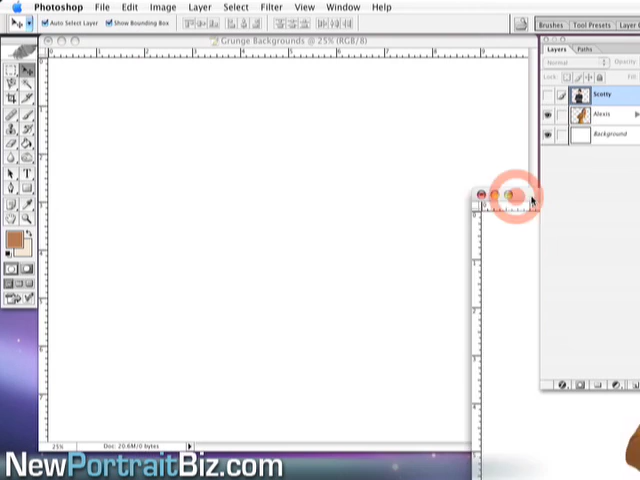 Photoshop File Edit Image Layer Select Filter View Window Help
Auto Select Layer Show Bounding Box
Brushes Tool Presets Layer
Grunge Backgrounds @ 25% (RGB/8)
Layers Paths
Normal Opacity:
Lock: Fill:
Scotty
Alexis
Background
25% Doc: 20.6M/0 bytes
NewPortraitBiz.com